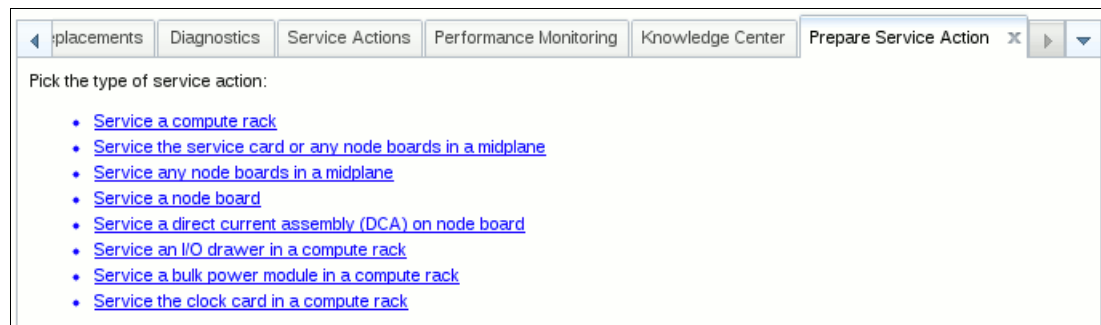 eplacements Diagnostics Service Actions Performance Monitoring Knowledge Center Prepare Service Action x
Pick the type of service action:
• Service a compute rack
• Service the service card or any node boards in a midplane
• Service any node boards in a midplane
• Service a node board
• Service a direct current assembly (DCA) on node board
• Service an I/O drawer in a compute rack
• Service a bulk power module in a compute rack
• Service the clock card in a compute rack